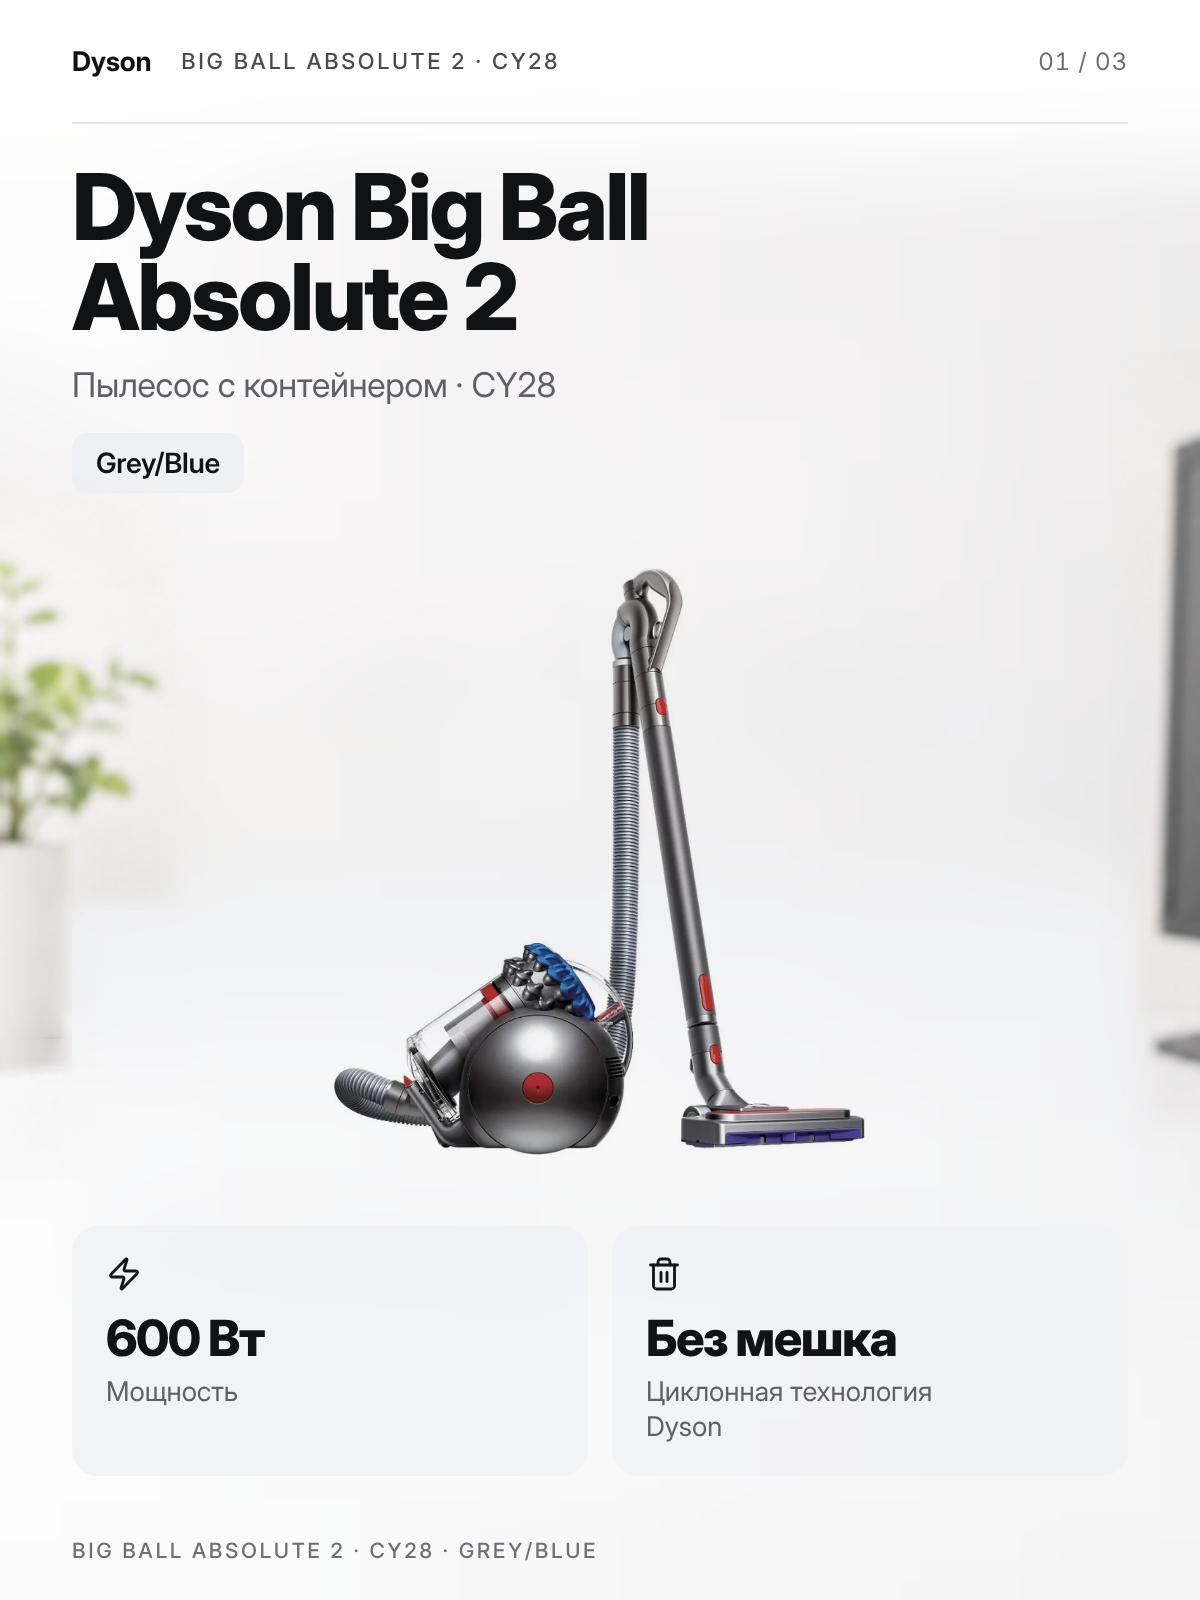 Dyson BIG BALL ABSOLUTE 2 · CY28 01 / 03
Dyson Big Ball
Absolute 2
Пылесос с контейнером · CY28
Grey/Blue
600 Вт
Мощность
Без мешка
Циклонная технология
Dyson
BIG BALL ABSOLUTE 2 · CY28 · GREY/BLUE